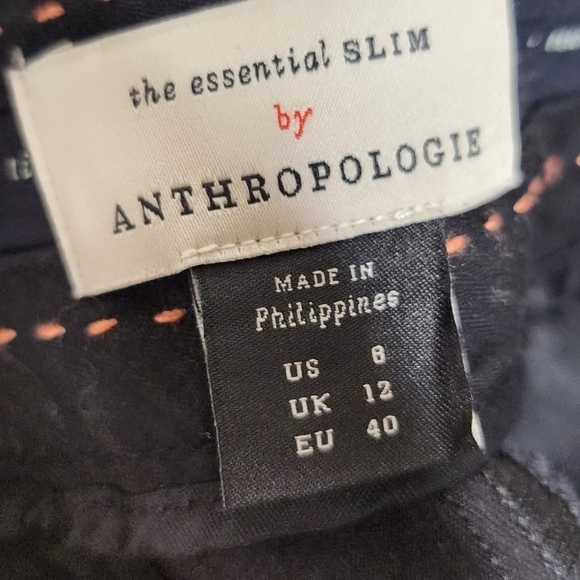 the essential SLIM
by
ANTHROPOLOGIE
MADE IN
Philippines
US 8
UK 12
EU 40